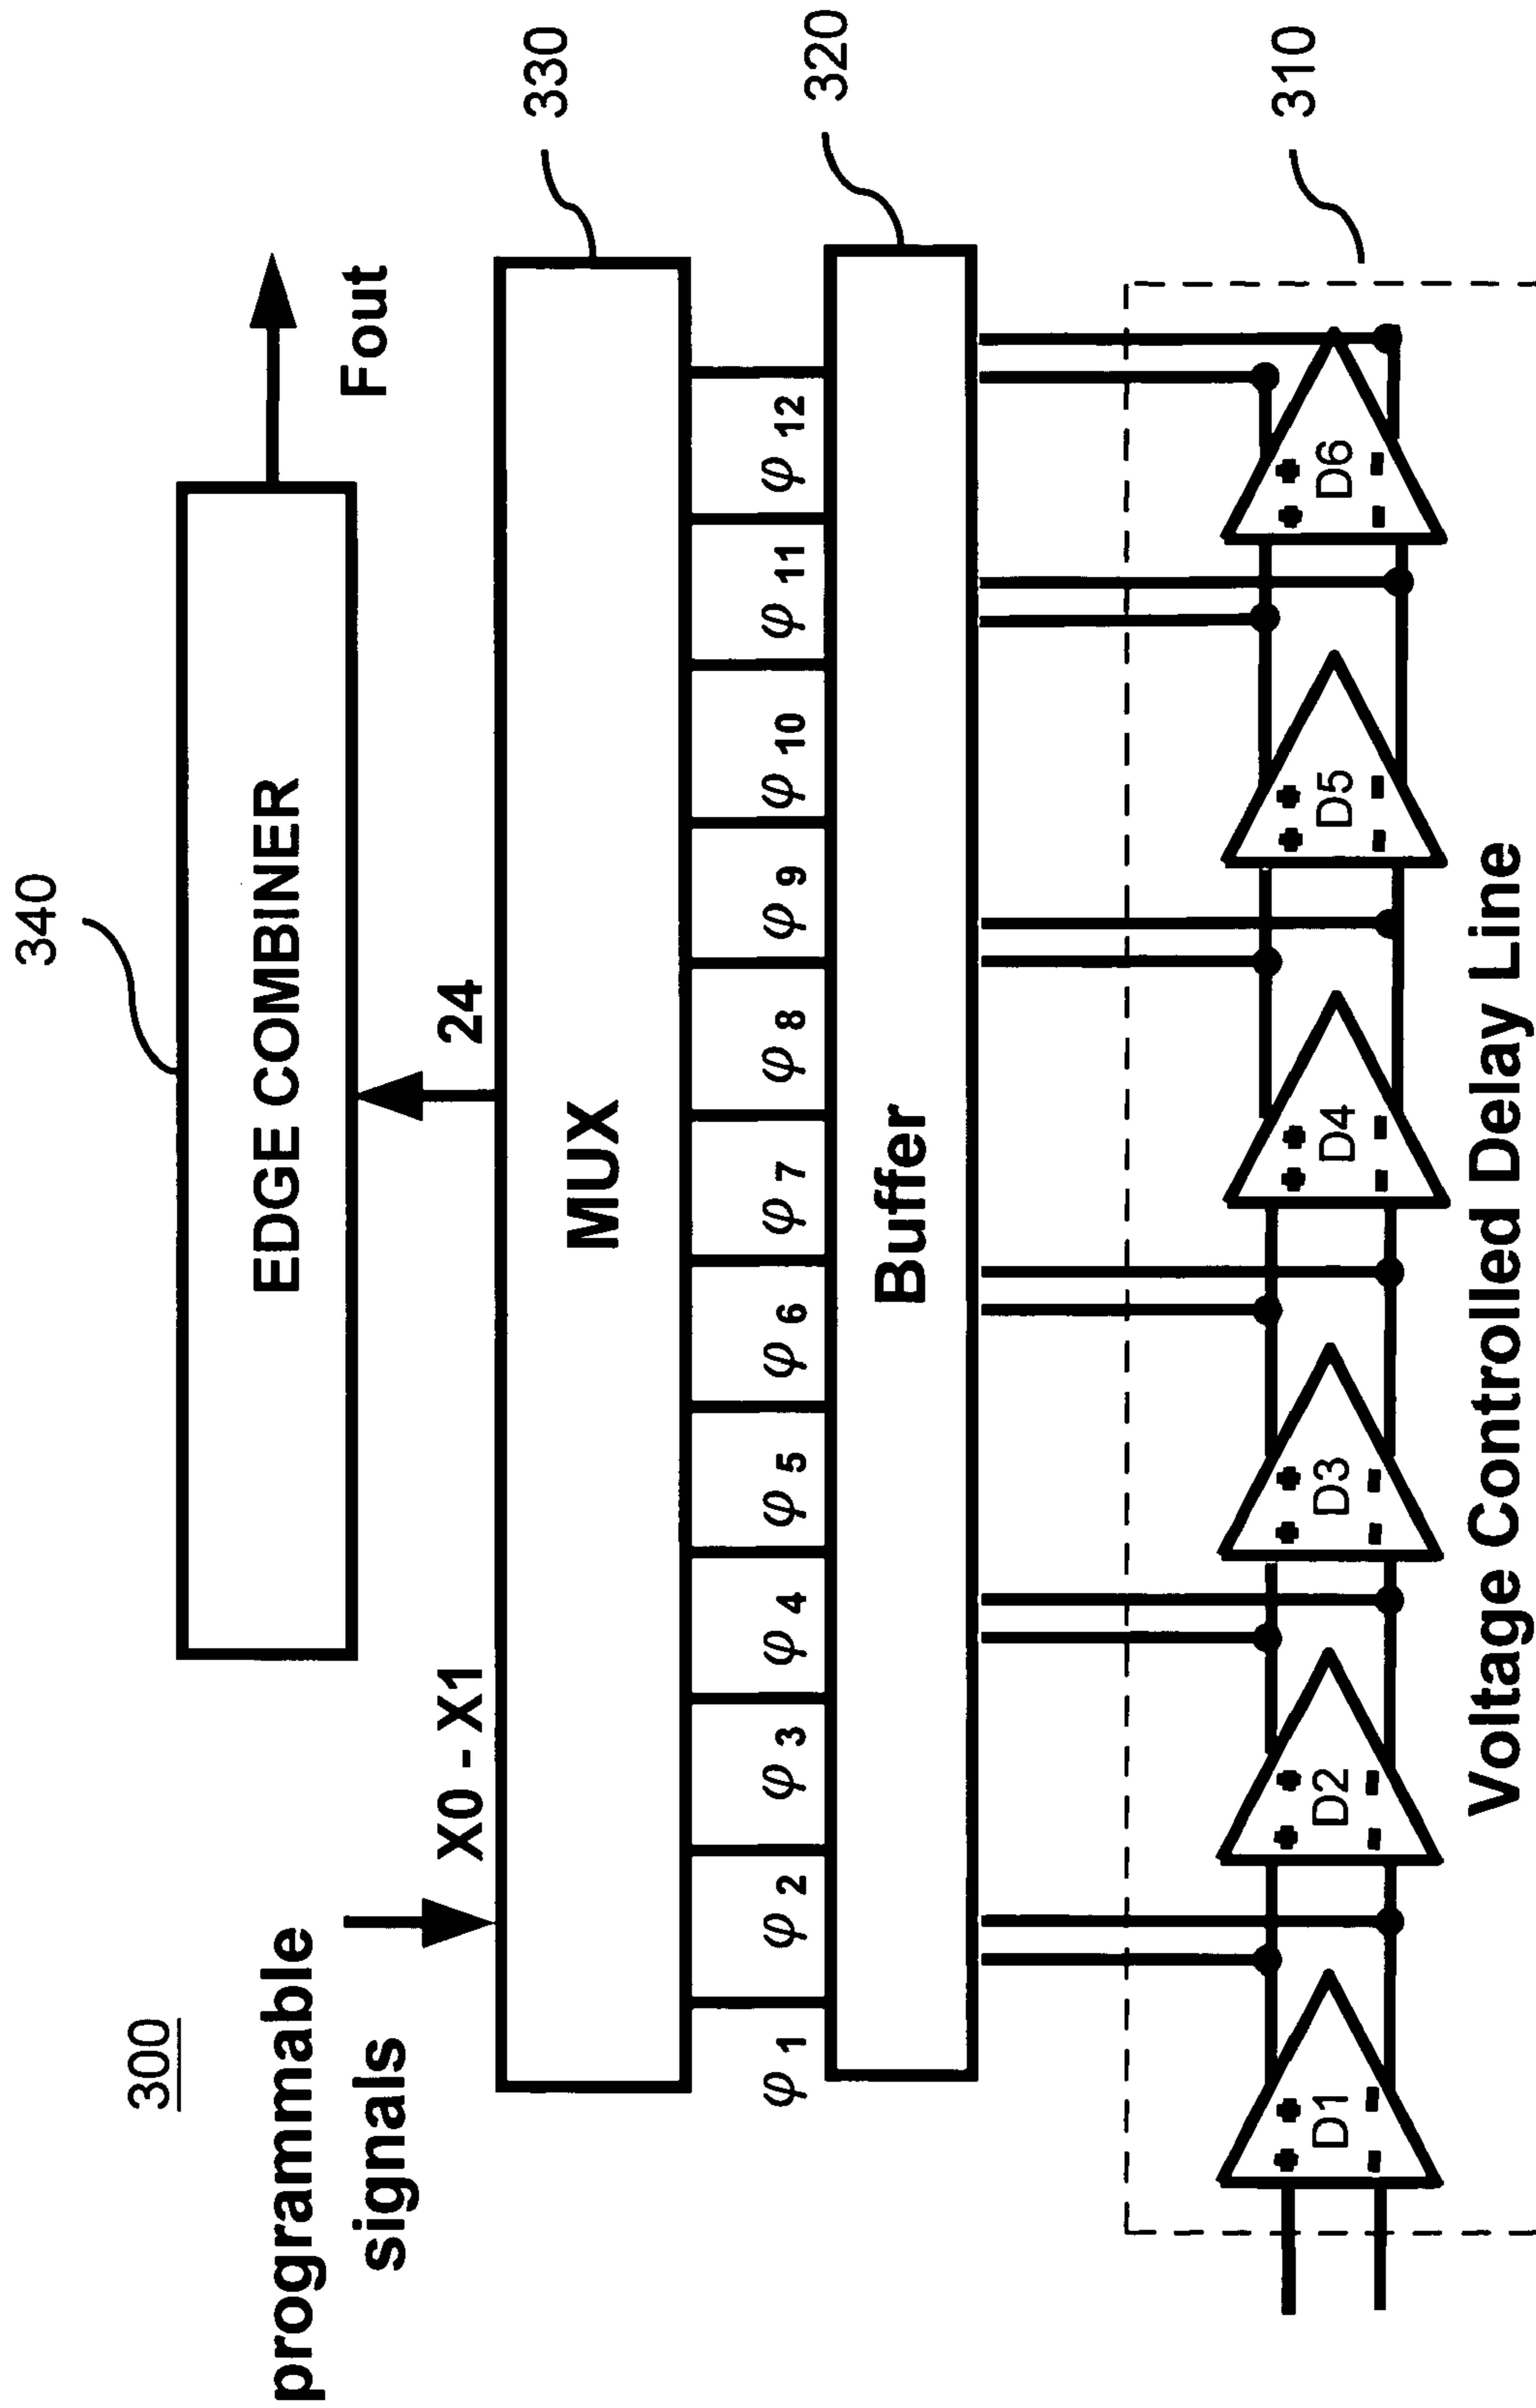 300
340
programmable
signals
EDGE COMBINER
Fout
X0 - X1
24
MUX
330
φ 1
φ 2
φ 3
φ 4
φ 5
φ 6
φ 7
φ 8
φ 9
φ 10
φ 11
φ 12
Buffer
320
310
+ +
D1
- -
+ +
D2
- -
+ +
D3
- -
+ +
D4
- -
+ +
D5
- -
+ +
D6
- -
Voltage Controlled Delay Line